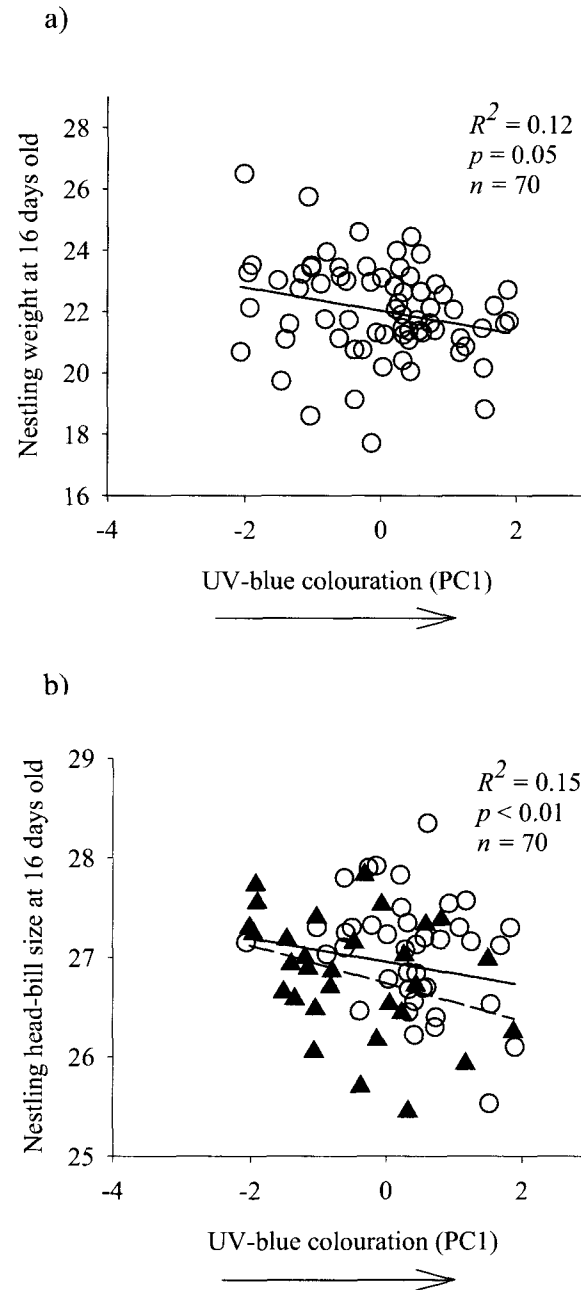 a)
Nestling weight at 16 days old
28
26
24
22
20
18
16
R² = 0.12
p = 0.05
n = 70
-4
-2
0
2
UV-blue colouration (PC1)
b)
Nestling head-bill size at 16 days old
29
28
27
26
25
R² = 0.15
p < 0.01
n = 70
-4
-2
0
2
UV-blue colouration (PC1)